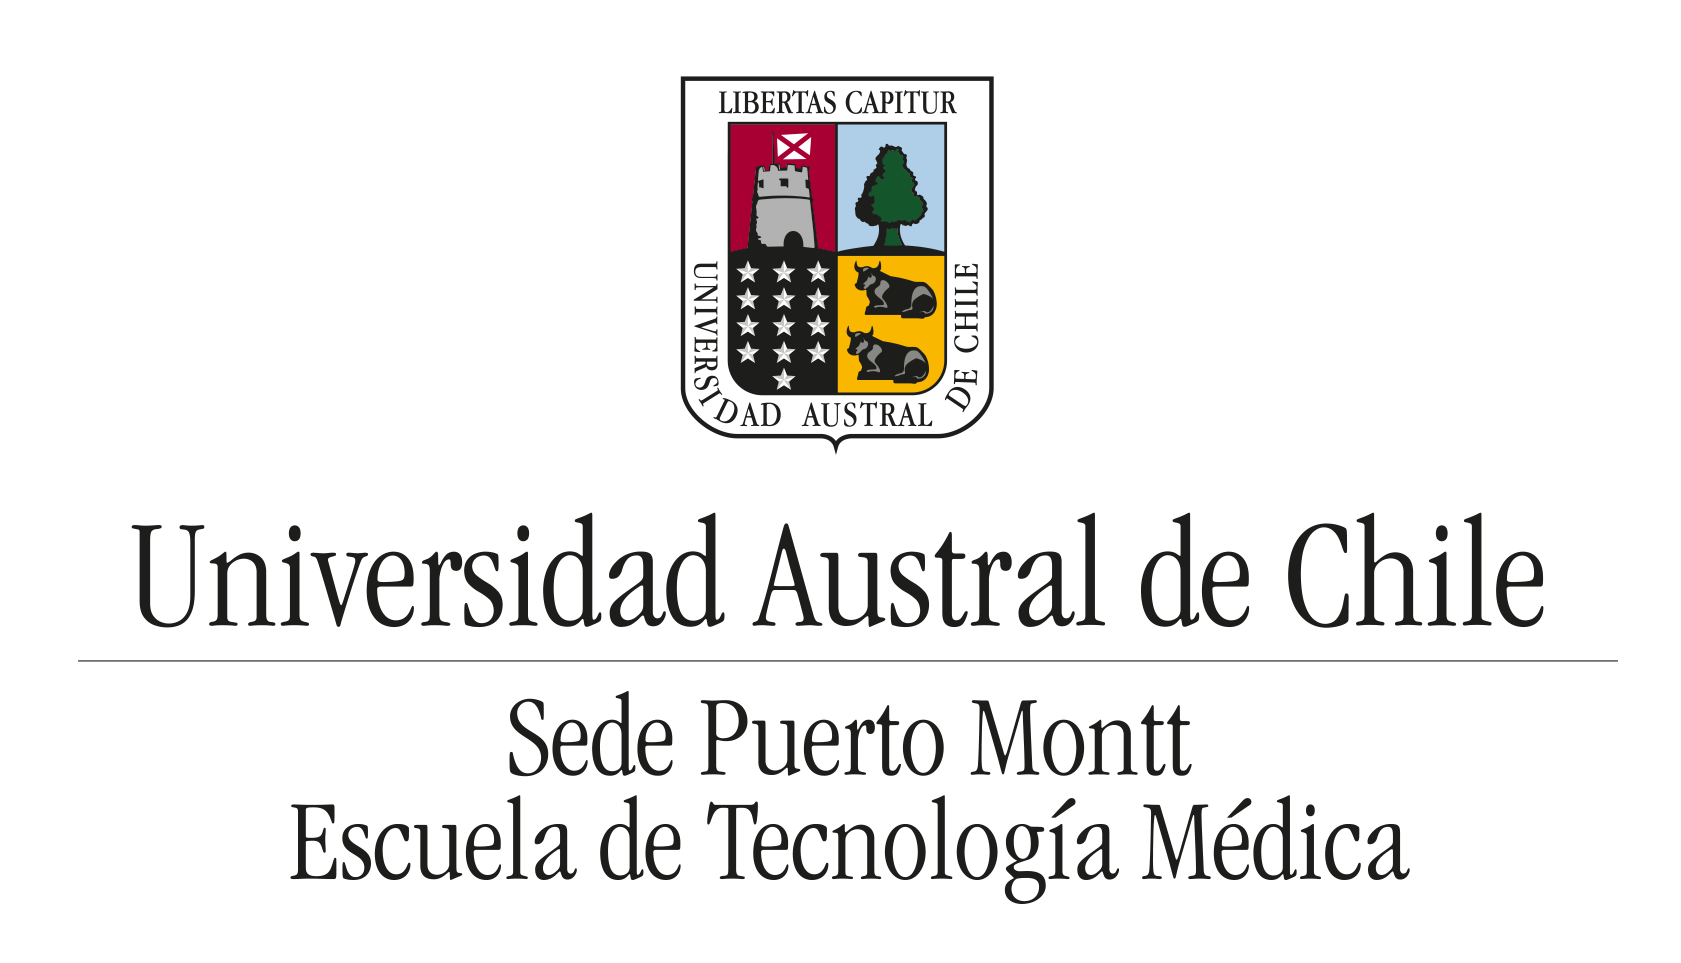 LIBERTAS CAPITUR
UNIVERSIDAD AUSTRAL DE CHILE
Universidad Austral de Chile
Sede Puerto Montt
Escuela de Tecnología Médica